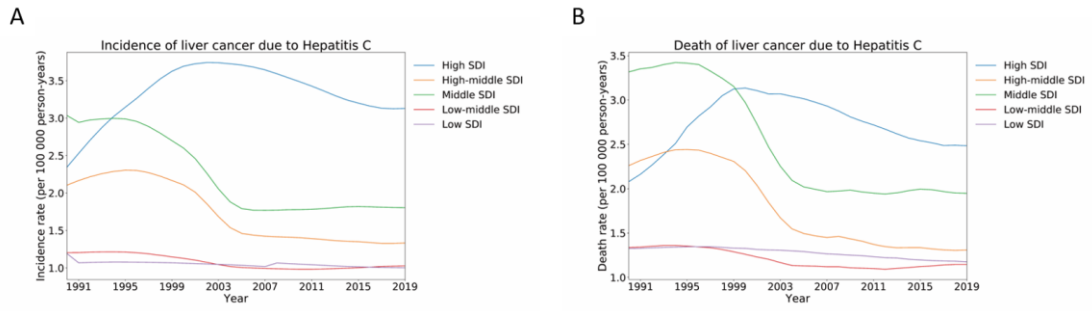 A
Incidence of liver cancer due to Hepatitis C
Incidence rate (per 100 000 person-years)
3.5
3.0
2.5
2.0
1.5
1.0
1991 1995 1999 2003 2007 2011 2015 2019
Year
High SDI
High-middle SDI
Middle SDI
Low-middle SDI
Low SDI
B
Death of liver cancer due to Hepatitis C
Death rate (per 100 000 person-years)
3.5
3.0
2.5
2.0
1.5
1.0
1991 1995 1999 2003 2007 2011 2015 2019
Year
High SDI
High-middle SDI
Middle SDI
Low-middle SDI
Low SDI